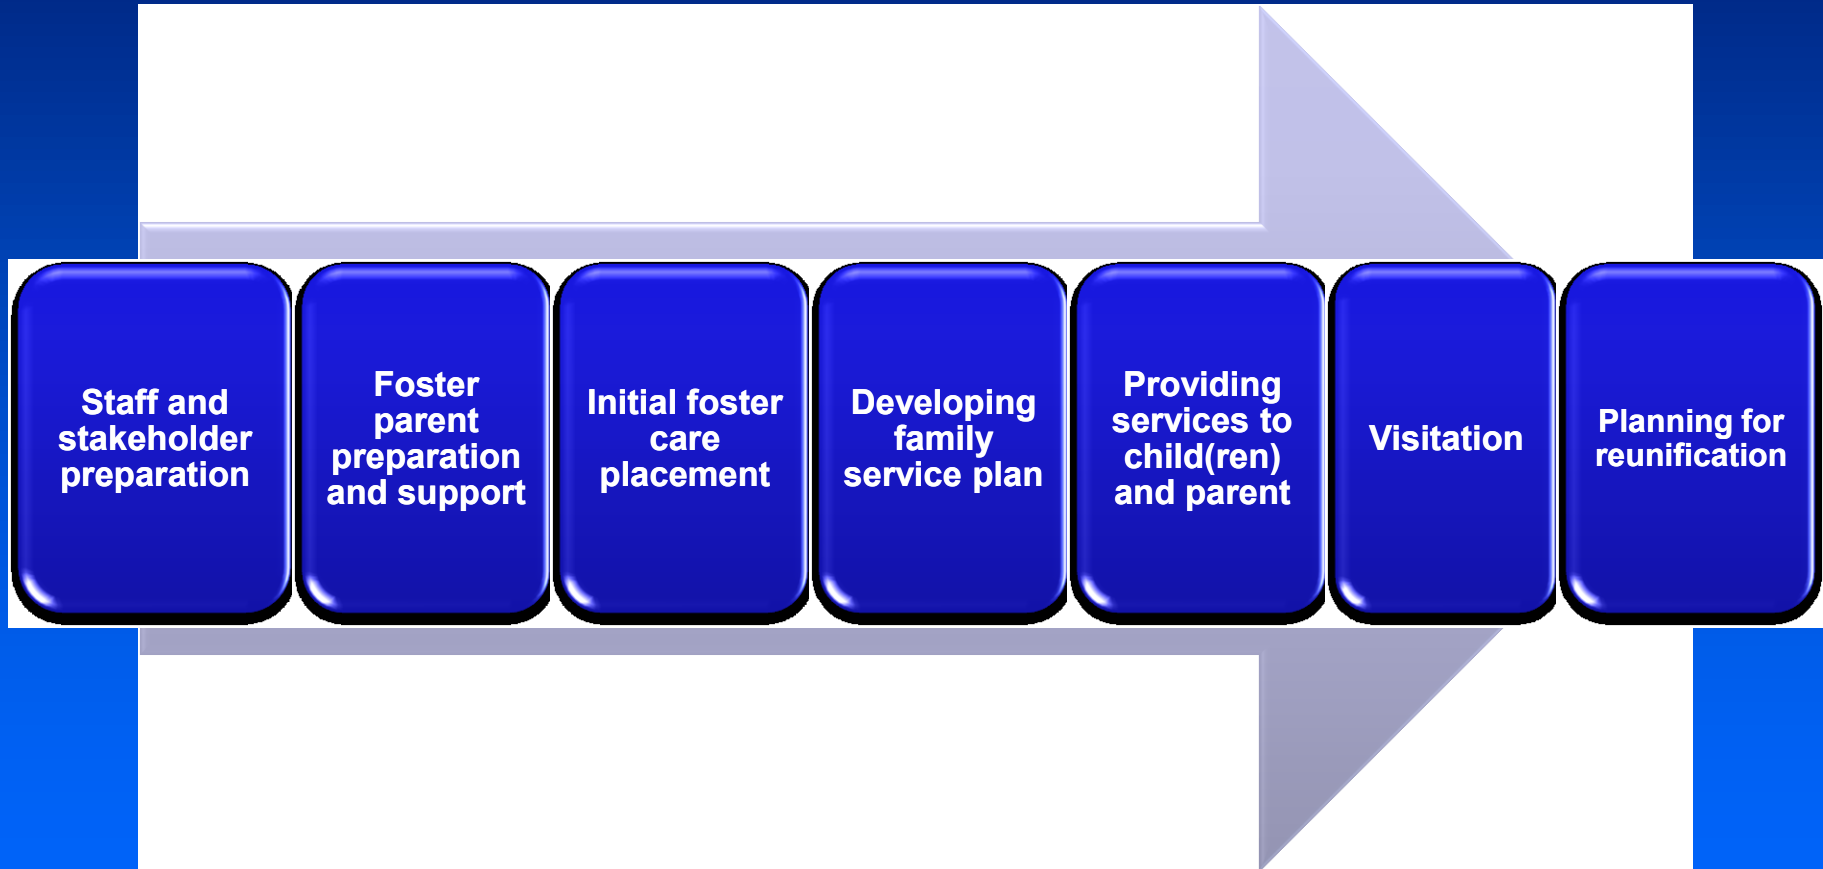 Staff and
stakeholder
preparation
Foster
parent
preparation
and support
Initial foster
care
placement
Developing
family
service plan
Providing
services to
child(ren)
and parent
Visitation
Planning for
reunification